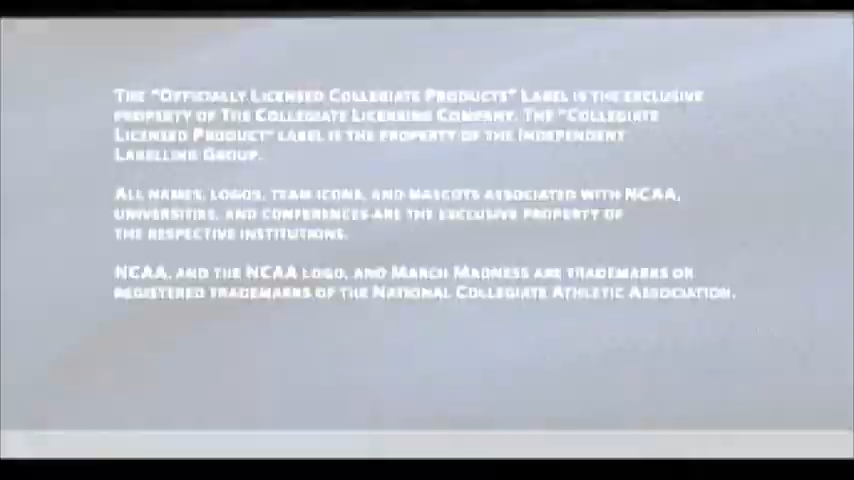 THE "OFFICIALLY LICENSED COLLEGIATE PRODUCTS" LABEL IS THE EXCLUSIVE
PROPERTY OF THE COLLEGIATE LICENSING COMPANY. THE "COLLEGIATE
LICENSED PRODUCT" LABEL IS THE PROPERTY OF THE INDEPENDENT
LABELLING GROUP.
ALL NAMES, LOGOS, TEAM ICONS, AND MASCOTS ASSOCIATED WITH NCAA,
UNIVERSITIES, AND CONFERENCES ARE THE EXCLUSIVE PROPERTY OF
THE RESPECTIVE INSTITUTIONS.
NCAA, AND THE NCAA LOGO, AND MARCH MADNESS ARE TRADEMARKS OR
REGISTERED TRADEMARKS OF THE NATIONAL COLLEGIATE ATHLETIC ASSOCIATION.